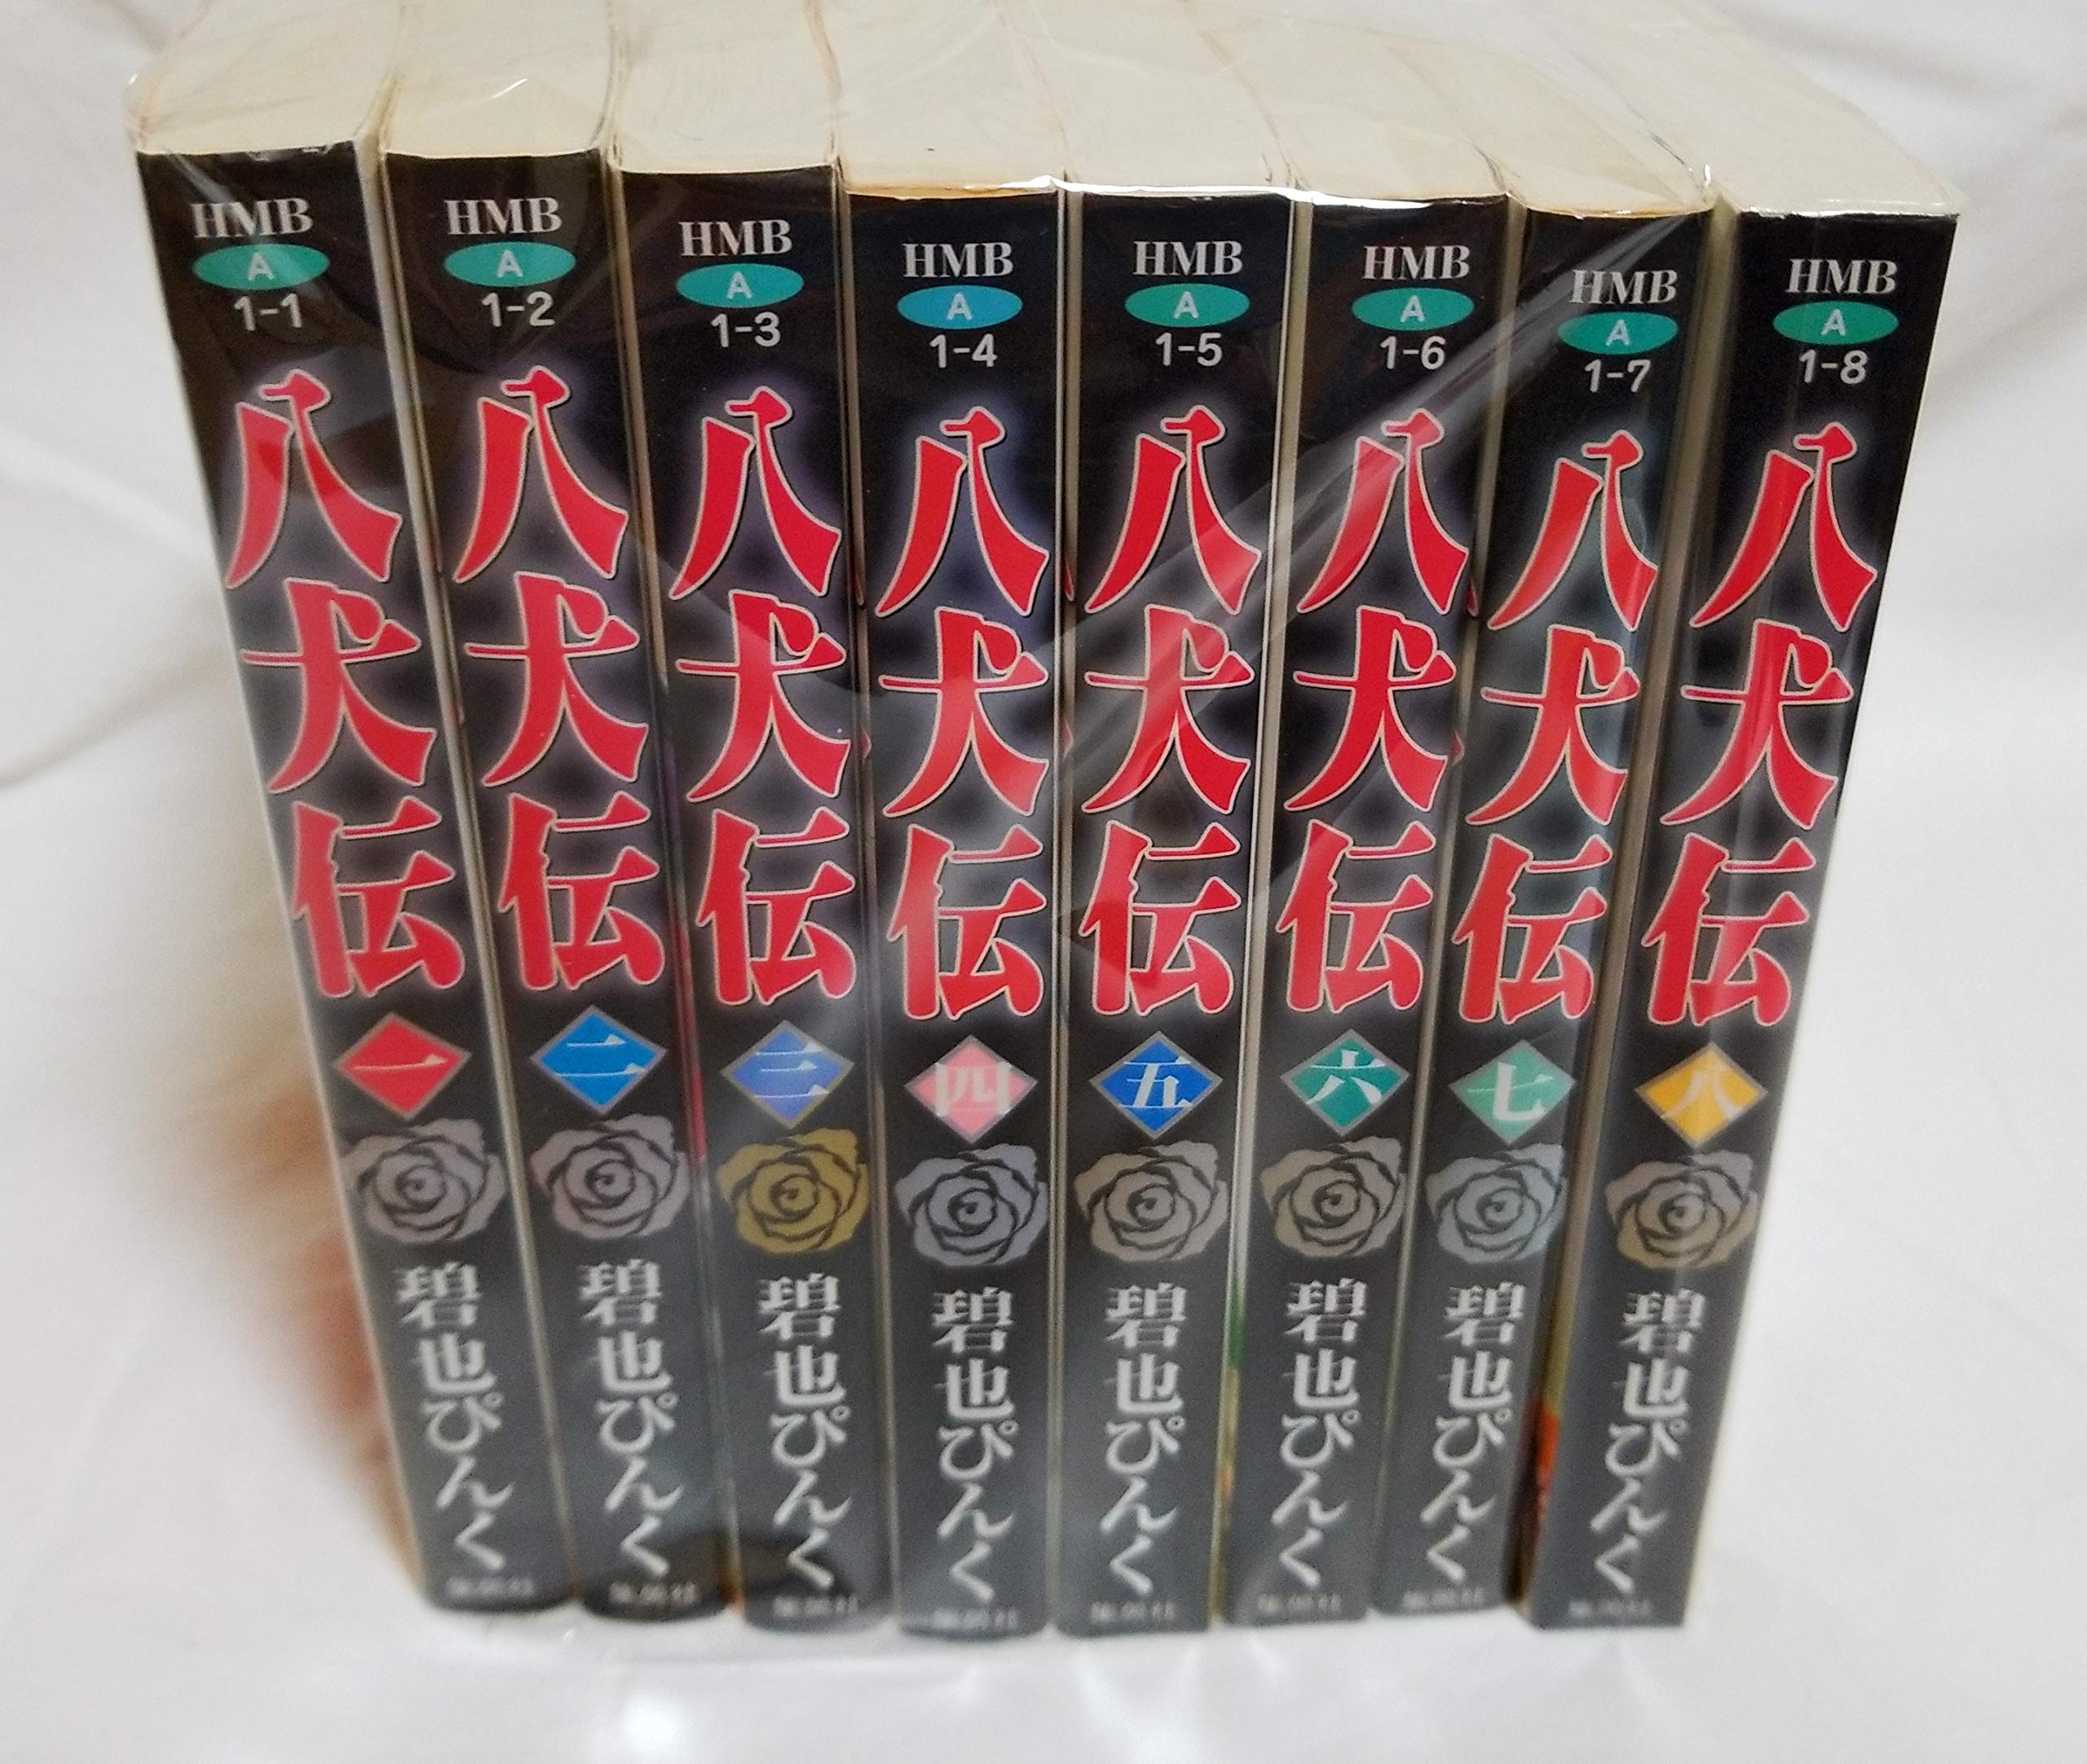 HMB
A
1-1
八犬伝
一
碧也ぴんく
HMB
A
1-2
八犬伝
二
碧也ぴんく
HMB
A
1-3
八犬伝
三
碧也ぴんく
HMB
A
1-4
八犬伝
四
碧也ぴんく
HMB
A
1-5
八犬伝
五
碧也ぴんく
HMB
A
1-6
八犬伝
六
碧也ぴんく
HMB
A
1-7
八犬伝
七
碧也ぴんく
HMB
A
1-8
八犬伝
八
碧也ぴんく